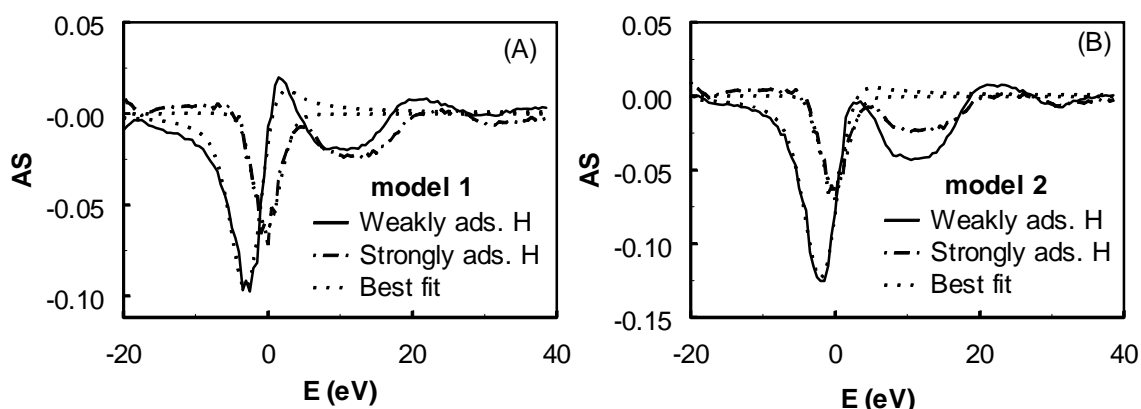 0.05
(A)
-0.00
AS
-0.05
model 1
Weakly ads. H
Strongly ads. H
Best fit
-0.10
-20
0
20
40
E (eV)
0.05
(B)
0.00
AS
-0.05
model 2
Weakly ads. H
-0.10
Strongly ads. H
Best fit
-0.15
-20
0
20
40
E (eV)